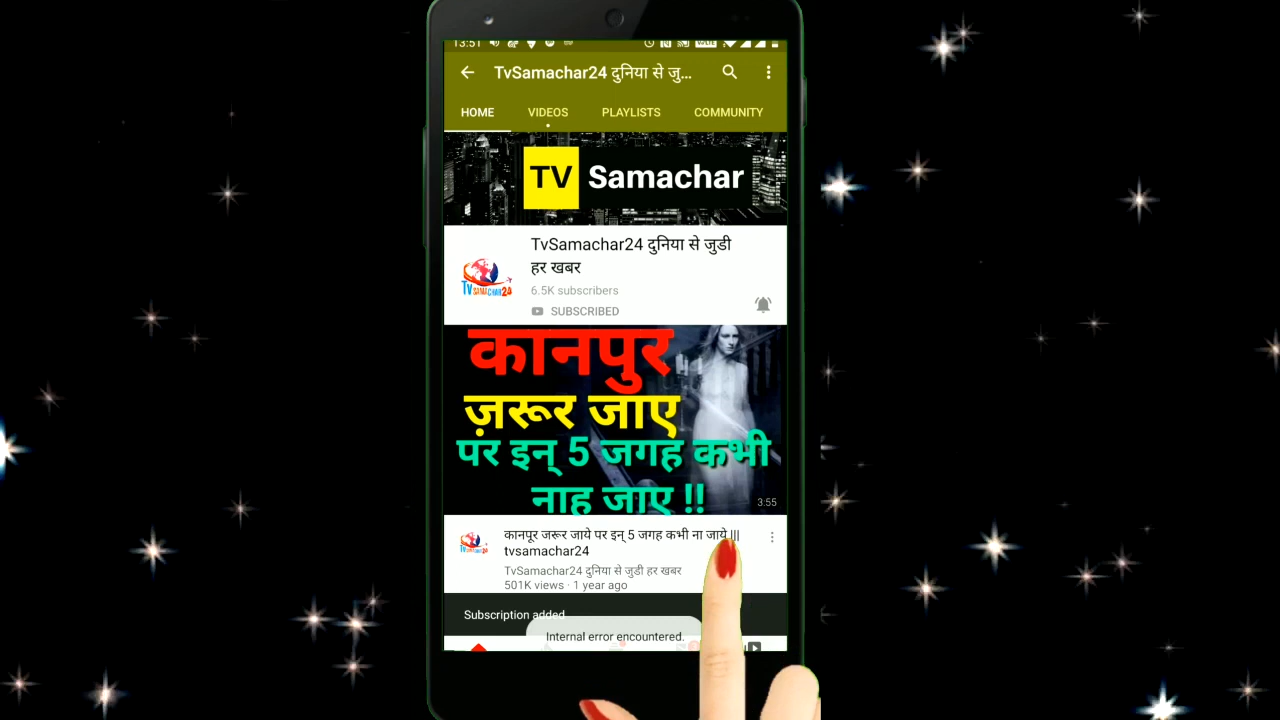 13:51
TvSamachar24 दुनिया से जु...
HOME VIDEOS PLAYLISTS COMMUNITY
TV Samachar
TvSamachar24 दुनिया से जुडी
हर खबर
TV SAMACHAR24
6.5K subscribers
SUBSCRIBED
कानपुर
ज़रूर जाए
पर इन् 5 जगह कभी
नाह जाए !!
3:55
कानपूर जरूर जाये पर इन् 5 जगह कभी ना जाये |||
tvsamachar24
TvSamachar24 दुनिया से जुडी हर खबर
501K views · 1 year ago
Subscription added
Internal error encountered.